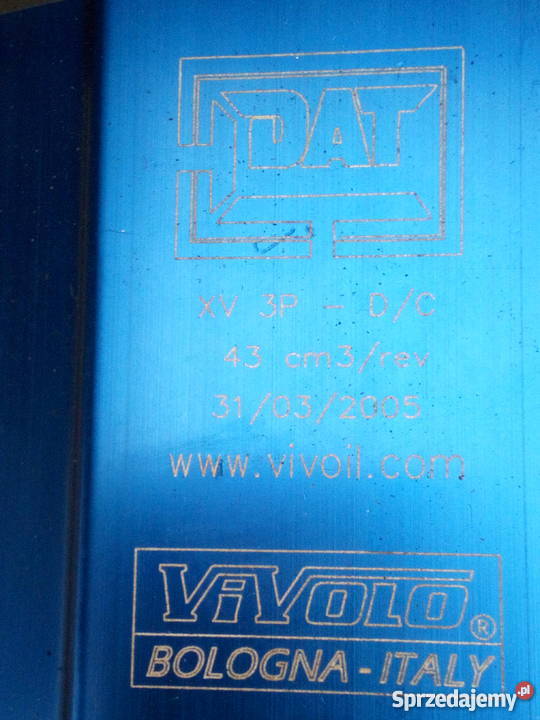 DAT
XV 3P - D/C
43 cm3/rev
31/03/2005
www.vivoil.com
ViVOLO®
BOLOGNA - ITALY
Sprzedajemy.pl